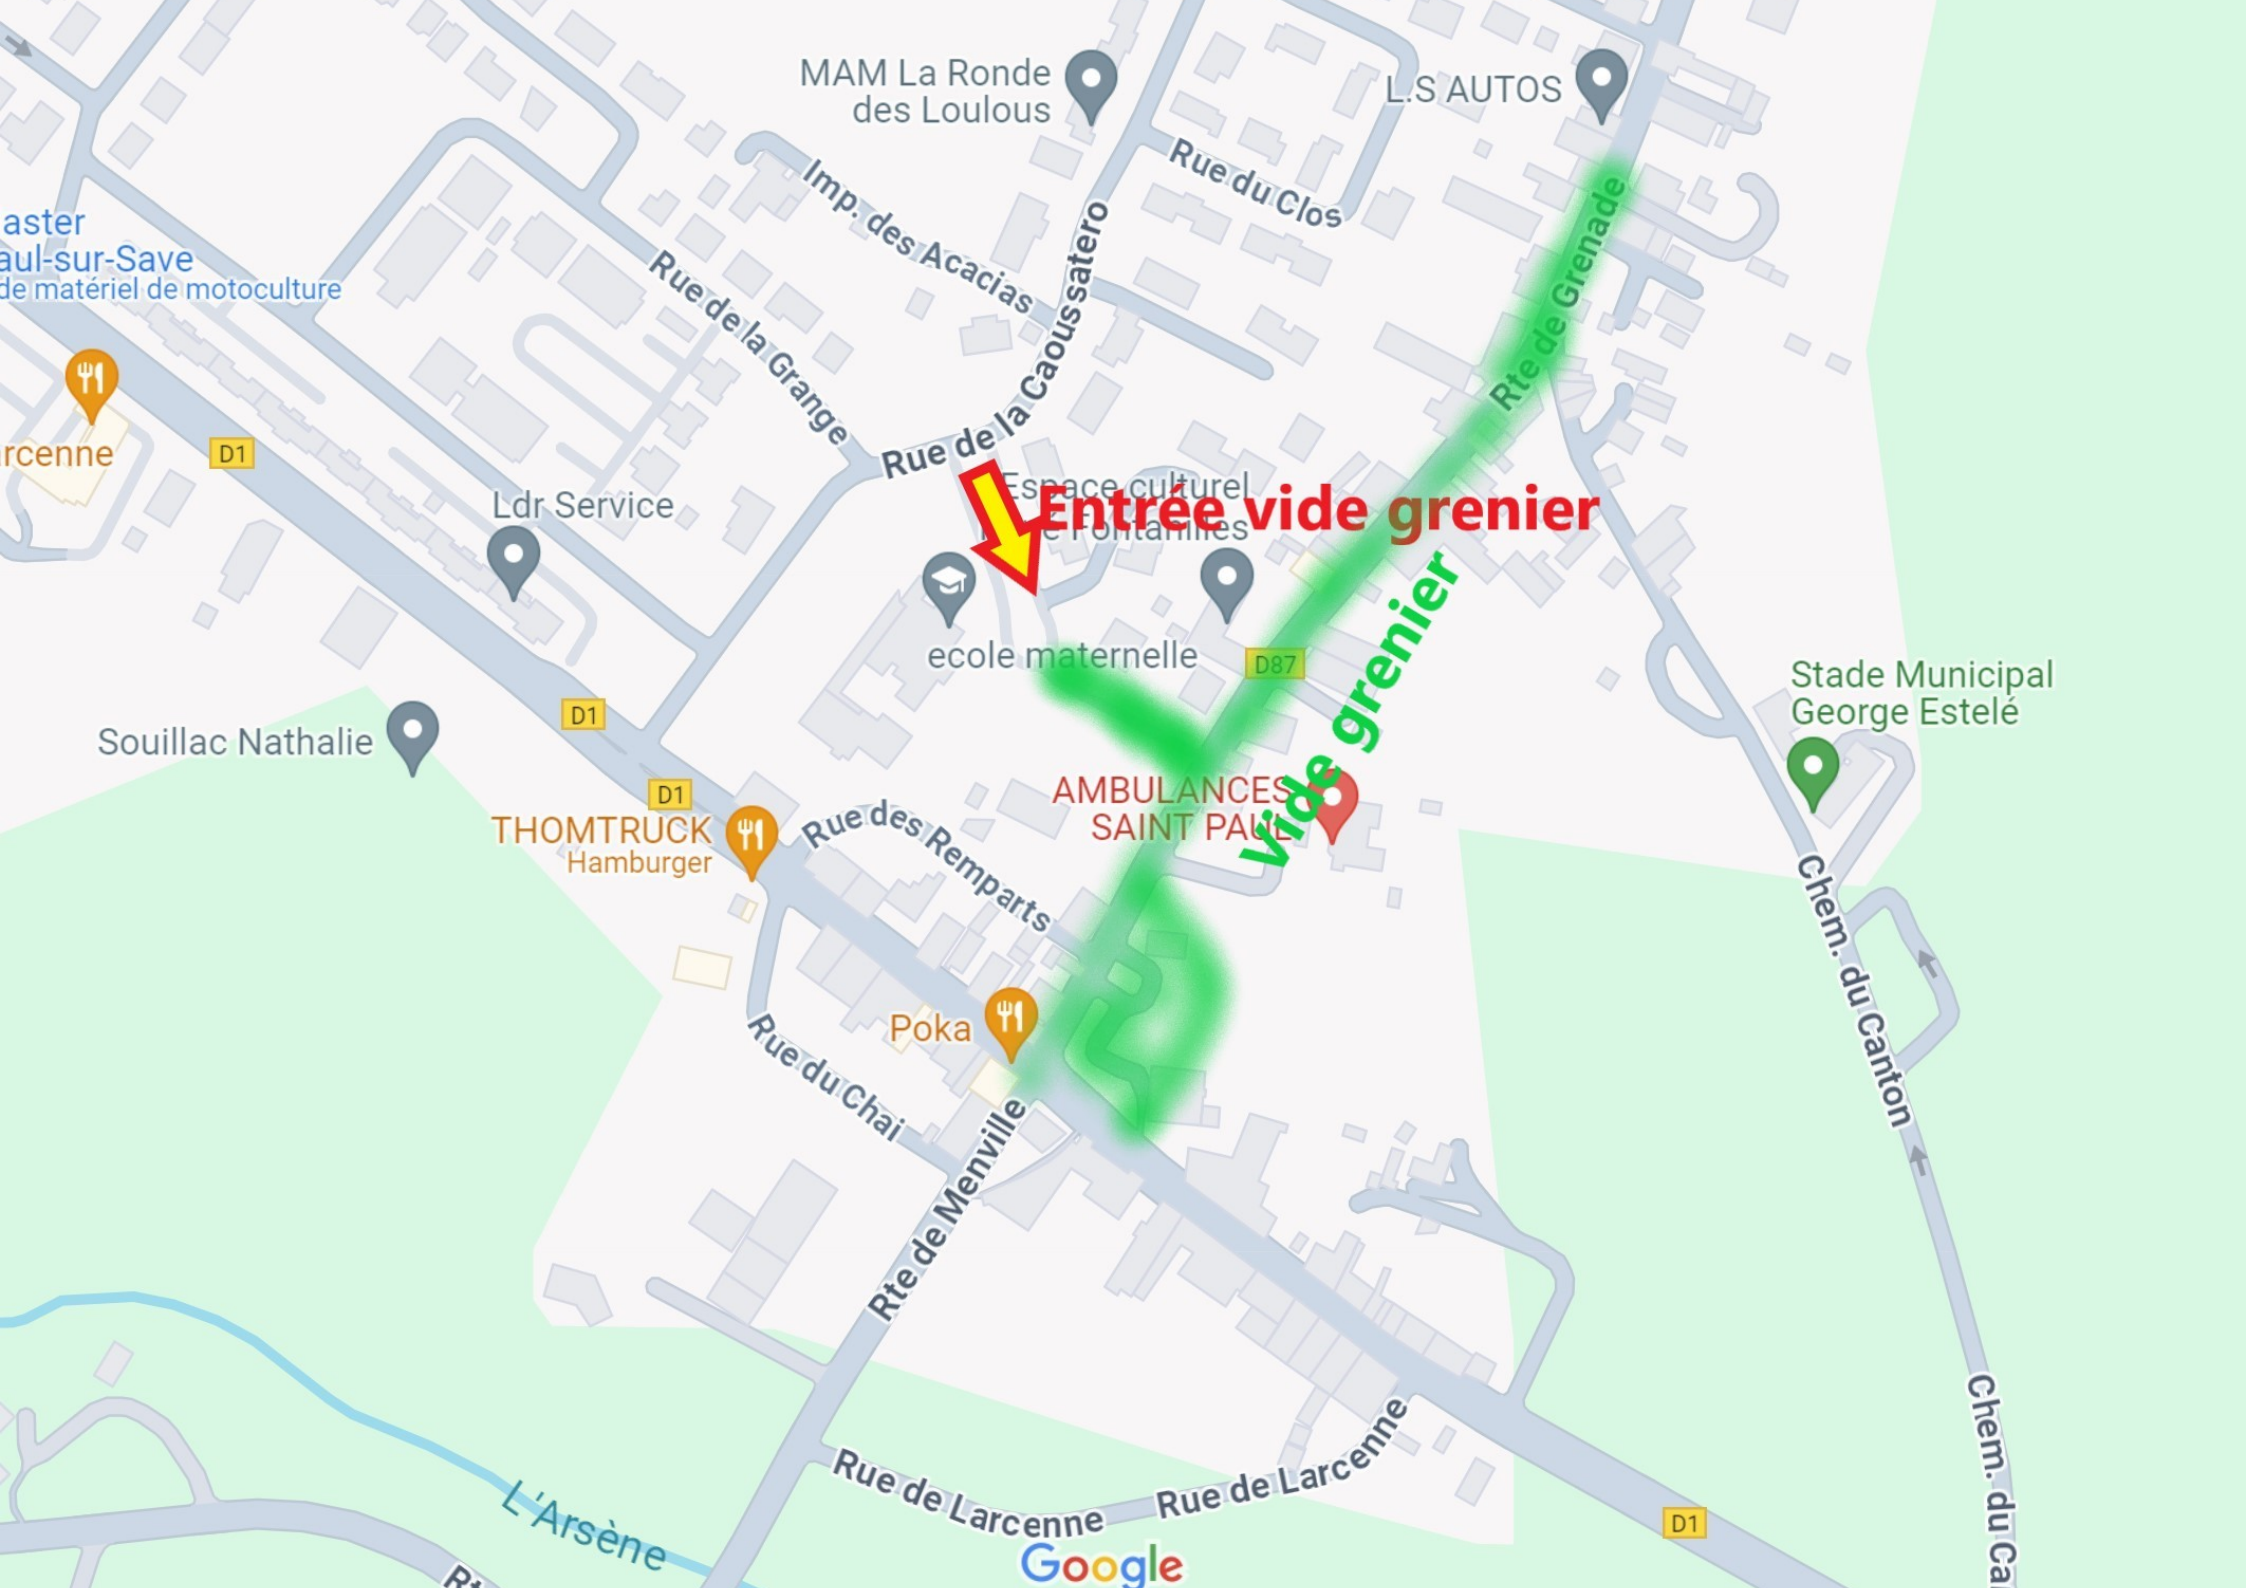 MAM La Ronde
des Loulous
L.S AUTOS
Rue du Clos
Imp. des Acacias
Rte de Grenade
aster
aul-sur-Save
de matériel de motoculture
Rue de la Grange
Rue de la Caoussatero
rcenne
D1
Ldr Service
Espace culturel
Fontanilles
Entrée vide grenier
ecole maternelle
D87
Vide grenier
Stade Municipal
George Estelé
Souillac Nathalie
D1
D1
THOMTRUCK
Hamburger
AMBULANCES
SAINT PAUL
Rue des Remparts
Chem. du Canton
Poka
Rue du Chai
Rte de Menville
Rue de Larcenne
Rue de Larcenne
L'Arsène
D1
Chem. du Ca
Google